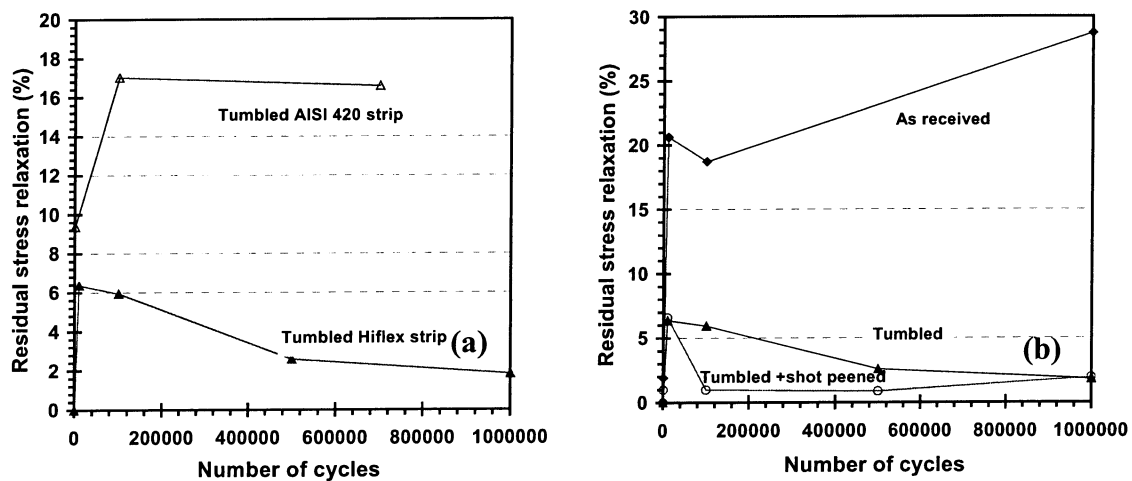 20
18
16
14
12
10
8
6
4
2
0
Residual stress relaxation (%)
Tumbled AISI 420 strip
Tumbled Hiflex strip
(a)
0 200000 400000 600000 800000 1000000
Number of cycles
30
25
20
15
10
5
0
Residual stress relaxation (%)
As received
Tumbled
(b)
Tumbled +shot peened
0 200000 400000 600000 800000 1000000
Number of cycles